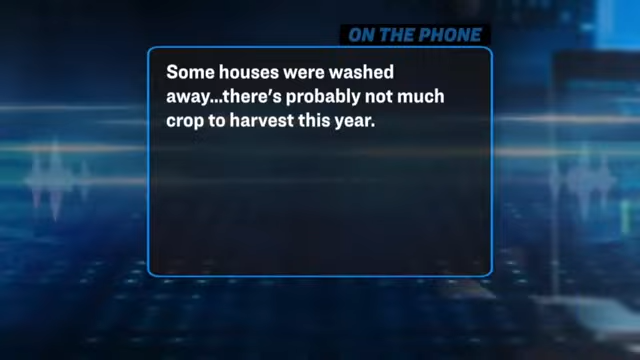 ON THE PHONE
Some houses were washed
away...there's probably not much
crop to harvest this year.